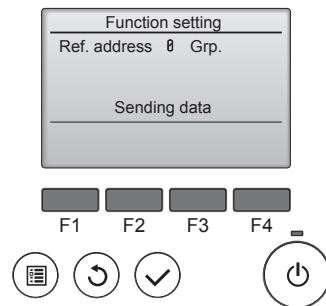 Function setting
Ref. address 0 Grp.
Sending data
F1 F2 F3 F4